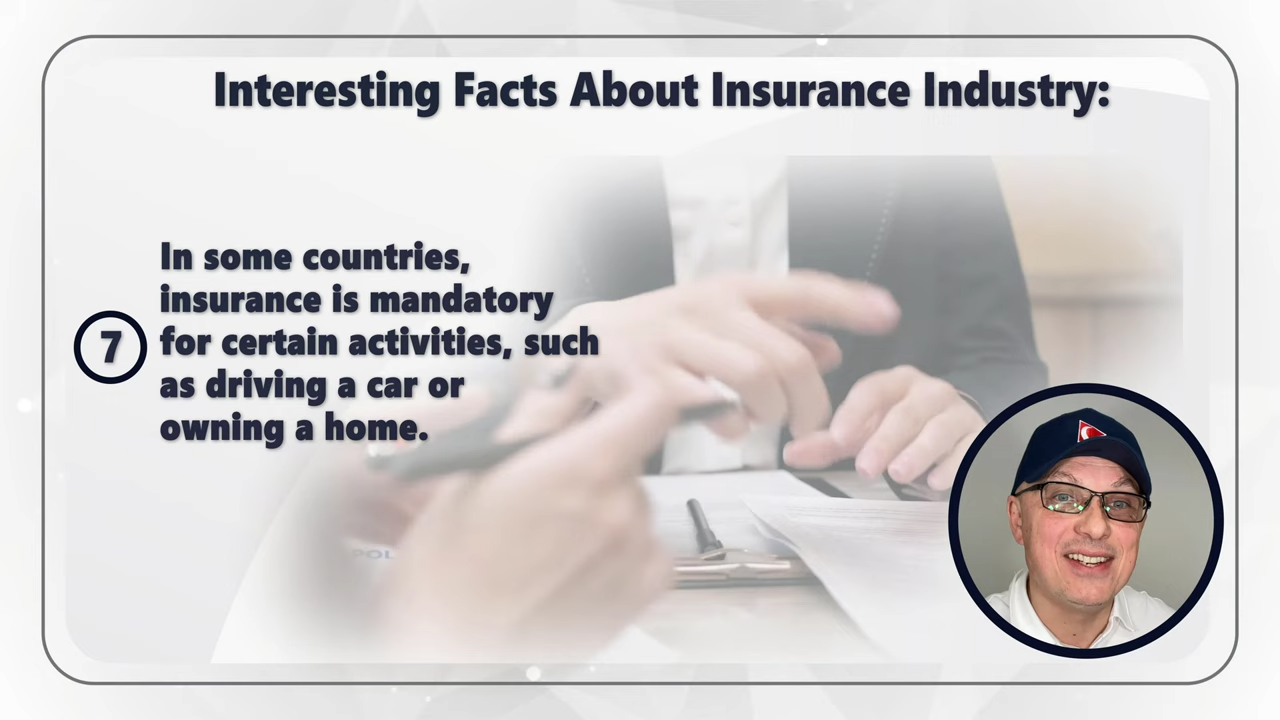 Interesting Facts About Insurance Industry:
In some countries,
insurance is mandatory
7
for certain activities, such
as driving a car or
owning a home.
POL